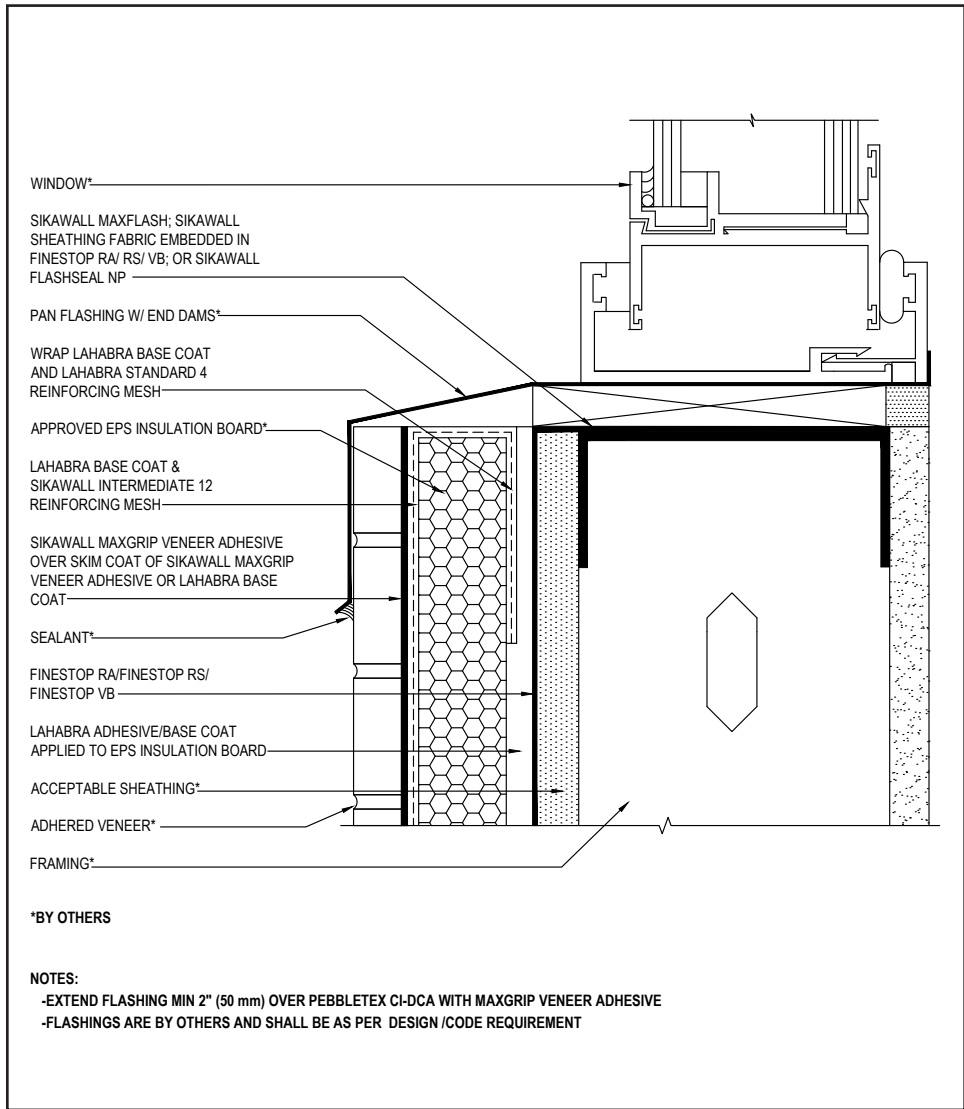 WINDOW*
SIKAWALL MAXFLASH; SIKAWALL
SHEATHING FABRIC EMBEDDED IN
FINESTOP RA/ RS/ VB; OR SIKAWALL
FLASHSEAL NP
PAN FLASHING W/ END DAMS*
WRAP LAHABRA BASE COAT
AND LAHABRA STANDARD 4
REINFORCING MESH
APPROVED EPS INSULATION BOARD*
LAHABRA BASE COAT &
SIKAWALL INTERMEDIATE 12
REINFORCING MESH
SIKAWALL MAXGRIP VENEER ADHESIVE
OVER SKIM COAT OF SIKAWALL MAXGRIP
VENEER ADHESIVE OR LAHABRA BASE
COAT
SEALANT*
FINESTOP RA/FINESTOP RS/
FINESTOP VB
LAHABRA ADHESIVE/BASE COAT
APPLIED TO EPS INSULATION BOARD
ACCEPTABLE SHEATHING*
ADHERED VENEER*
FRAMING*
*BY OTHERS
NOTES:
-EXTEND FLASHING MIN 2" (50 mm) OVER PEBBLETEX CI-DCA WITH MAXGRIP VENEER ADHESIVE
-FLASHINGS ARE BY OTHERS AND SHALL BE AS PER DESIGN /CODE REQUIREMENT